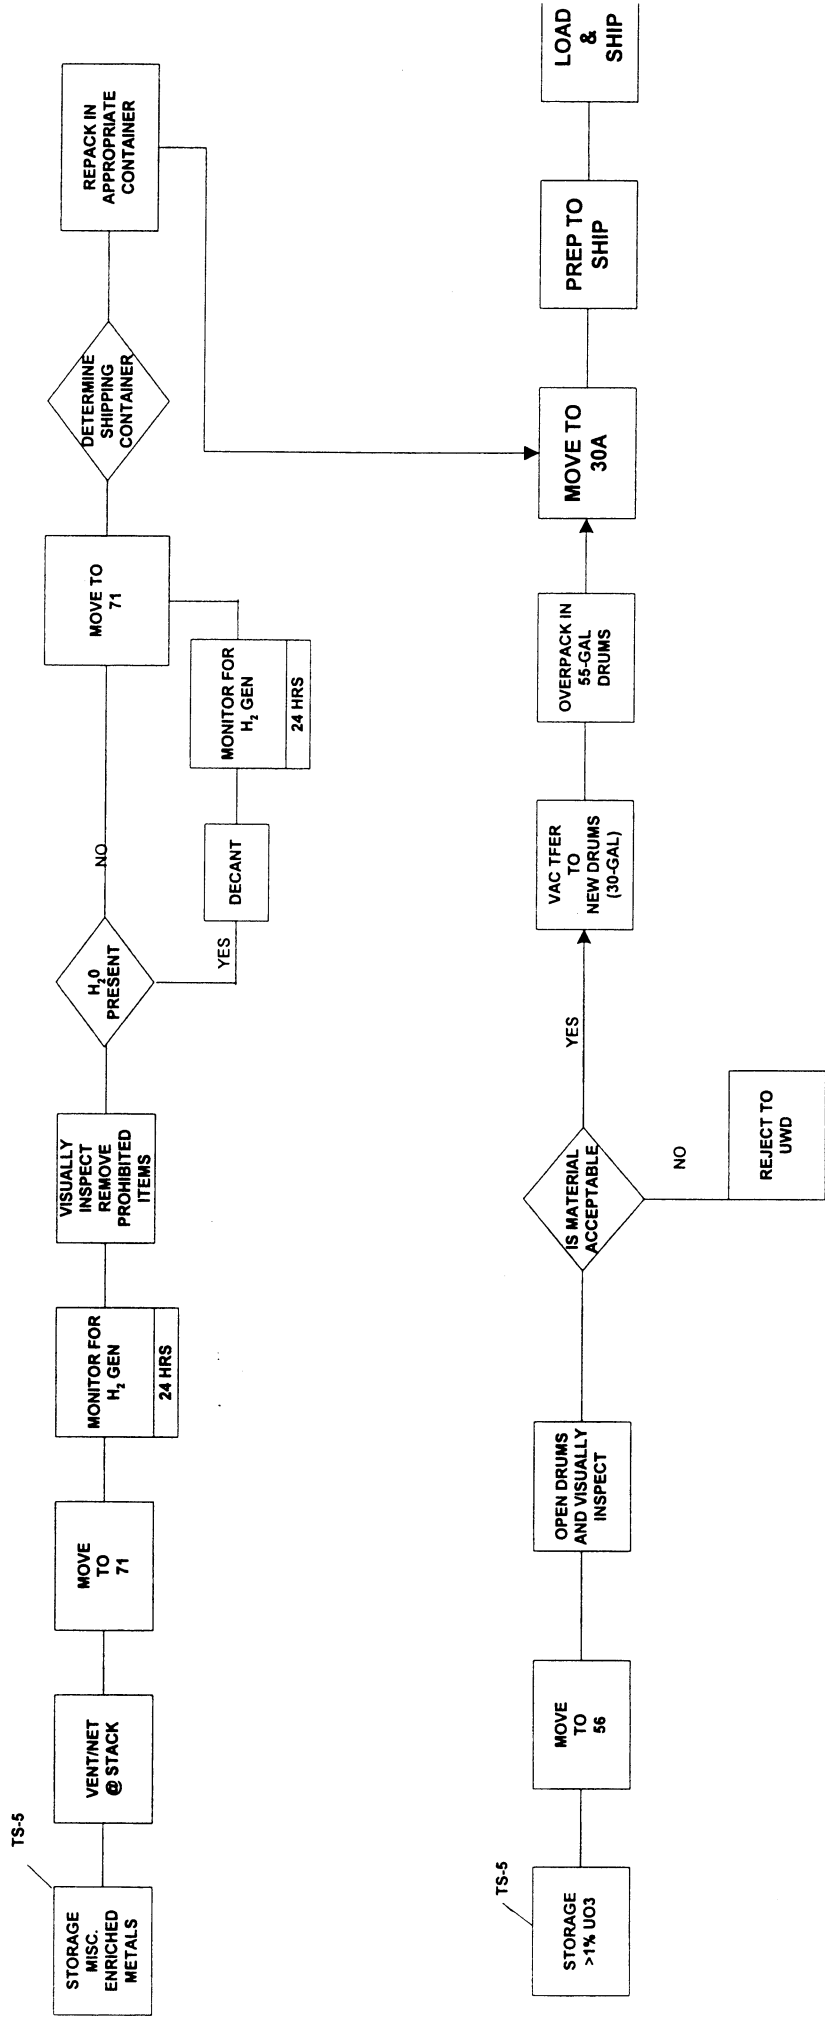 TS-5
STORAGE
MISC.
ENRICHED
METALS
VENT/NET
@ STACK
MOVE
TO
71
MONITOR FOR
H₂ GEN
24 HRS
VISUALLY
INSPECT
REMOVE
PROHIBITED
ITEMS
H₂0
PRESENT
NO
YES
DECANT
MONITOR FOR
H₂ GEN
24 HRS
MOVE TO
71
DETERMINE
SHIPPING
CONTAINER
REPACK IN
APPROPRIATE
CONTAINER
TS-5
STORAGE
>1% UO3
MOVE
TO
56
OPEN DRUMS
AND VISUALLY
INSPECT
IS MATERIAL
ACCEPTABLE
YES
NO
REJECT TO
UWD
VAC TFER
TO
NEW DRUMS
(30-GAL)
OVERPACK IN
55-GAL
DRUMS
MOVE TO
30A
PREP TO
SHIP
LOAD
&
SHIP